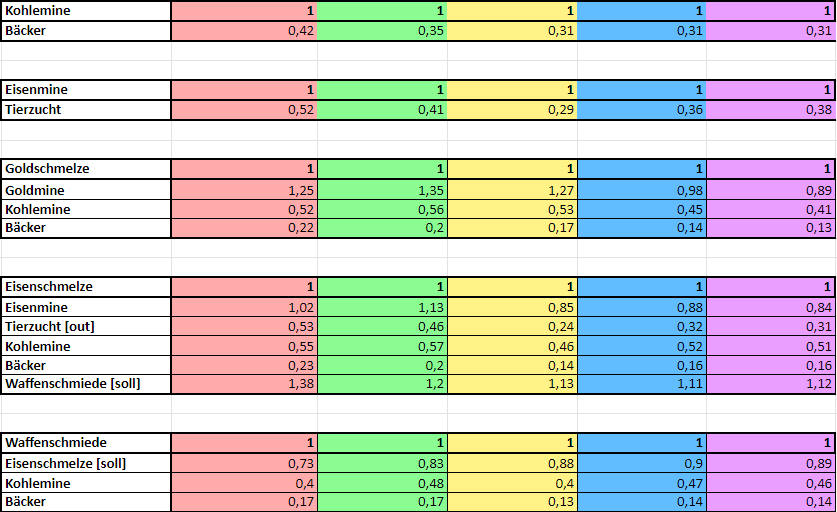 Kohlemine 1 1 1 1 1
Bäcker 0,42 0,35 0,31 0,31 0,31
Eisenmine 1 1 1 1 1
Tierzucht 0,52 0,41 0,29 0,36 0,38
Goldschmelze 1 1 1 1 1
Goldmine 1,25 1,35 1,27 0,98 0,89
Kohlemine 0,52 0,56 0,53 0,45 0,41
Bäcker 0,22 0,2 0,17 0,14 0,13
Eisenschmelze 1 1 1 1 1
Eisenmine 1,02 1,13 0,85 0,88 0,84
Tierzucht [out] 0,53 0,46 0,24 0,32 0,31
Kohlemine 0,55 0,57 0,46 0,52 0,51
Bäcker 0,23 0,2 0,14 0,16 0,16
Waffenschmiede [soll] 1,38 1,2 1,13 1,11 1,12
Waffenschmiede 1 1 1 1 1
Eisenschmelze [soll] 0,73 0,83 0,88 0,9 0,89
Kohlemine 0,4 0,48 0,4 0,47 0,46
Bäcker 0,17 0,17 0,13 0,14 0,14